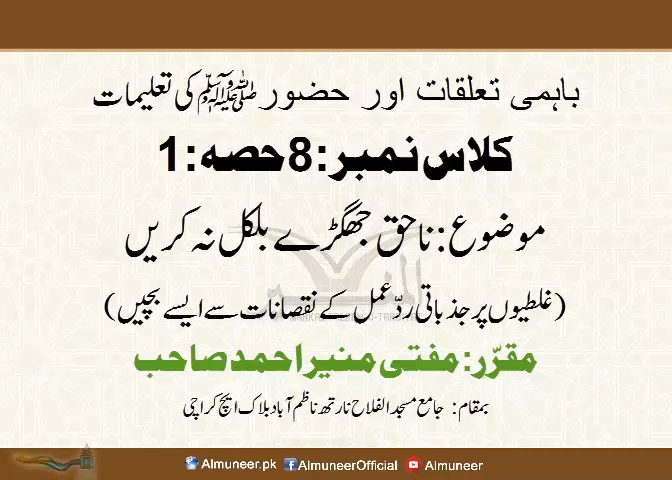 باہمی تعلقات اور حضور ﷺ کی تعلیمات
کلاس نمبر: 8 حصہ: 1
موضوع: ناحق جھگڑے بلکل نہ کریں
(غلطیوں پر جذباتی ردِّ عمل کے نقصانات سے ایسے بچیں)
مقرّر: مفتی منیر احمد صاحب
بمقام: جامع مسجد الفلاح نارتھ ناظم آباد بلاک ایچ کراچی
Almuneer.pk AlmuneerOfficial Almuneer